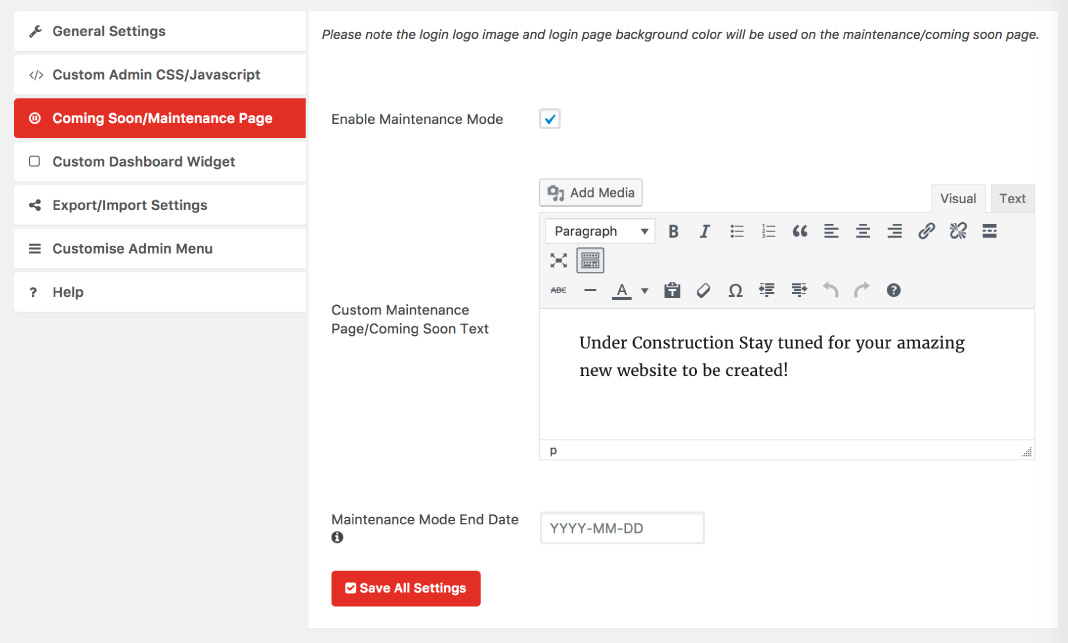 General Settings
Custom Admin CSS/Javascript
Coming Soon/Maintenance Page
Custom Dashboard Widget
Export/Import Settings
Customise Admin Menu
? Help
Please note the login logo image and login page background color will be used on the maintenance/coming soon page.
Enable Maintenance Mode
Custom Maintenance
Page/Coming Soon Text
Add Media
Visual Text
Paragraph B I
ABC A Ω ?
Under Construction Stay tuned for your amazing
new website to be created!
p
Maintenance Mode End Date
YYYY-MM-DD
Save All Settings